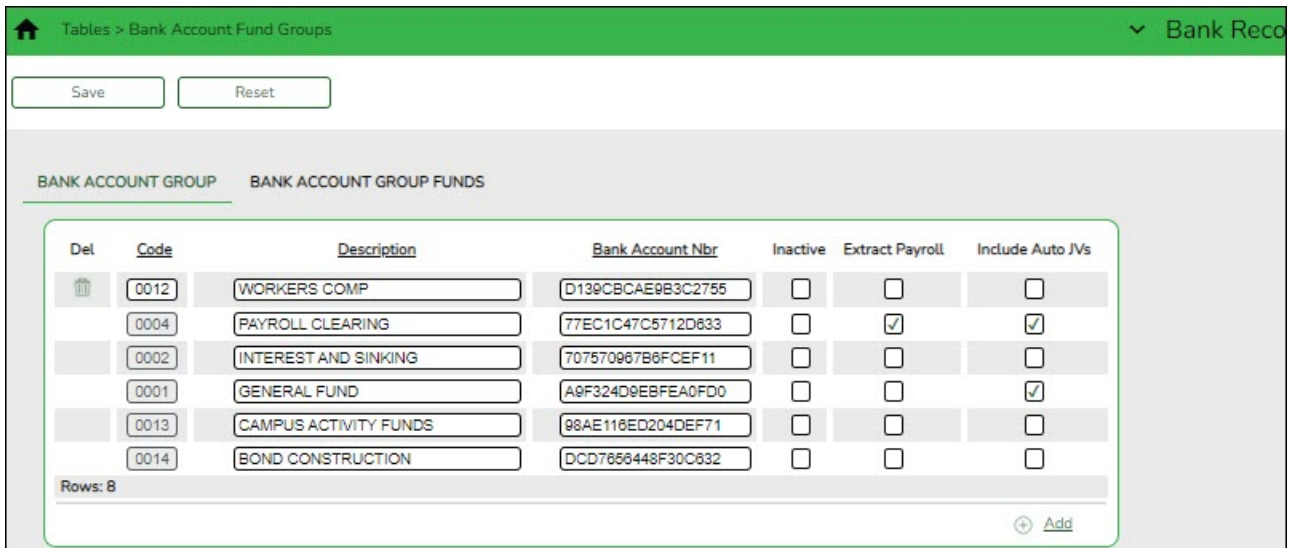 Tables > Bank Account Fund Groups Bank Reco
Save Reset
BANK ACCOUNT GROUP BANK ACCOUNT GROUP FUNDS
Del Code Description Bank Account Nbr Inactive Extract Payroll Include Auto JVs
0012 WORKERS COMP D139CBCAE9B3C2755
0004 PAYROLL CLEARING 77EC1C47C5712D633
0002 INTEREST AND SINKING 707570967B6FCEF11
0001 GENERAL FUND A9F324D9EBFEA0FD0
0013 CAMPUS ACTIVITY FUNDS 98AE116ED204DEF71
0014 BOND CONSTRUCTION DCD7656448F30C632
Rows: 8
Add